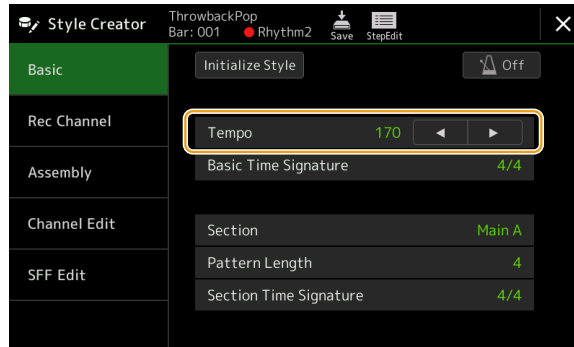 Style Creator
ThrowbackPop
Bar: 001 Rhythm2
Save
StepEdit
Basic
Rec Channel
Assembly
Channel Edit
SFF Edit
Initialize Style
Off
Tempo 170
Basic Time Signature 4/4
Section Main A
Pattern Length 4
Section Time Signature 4/4